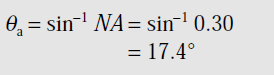 θₐ = sin⁻¹ NA = sin⁻¹ 0.30
= 17.4°